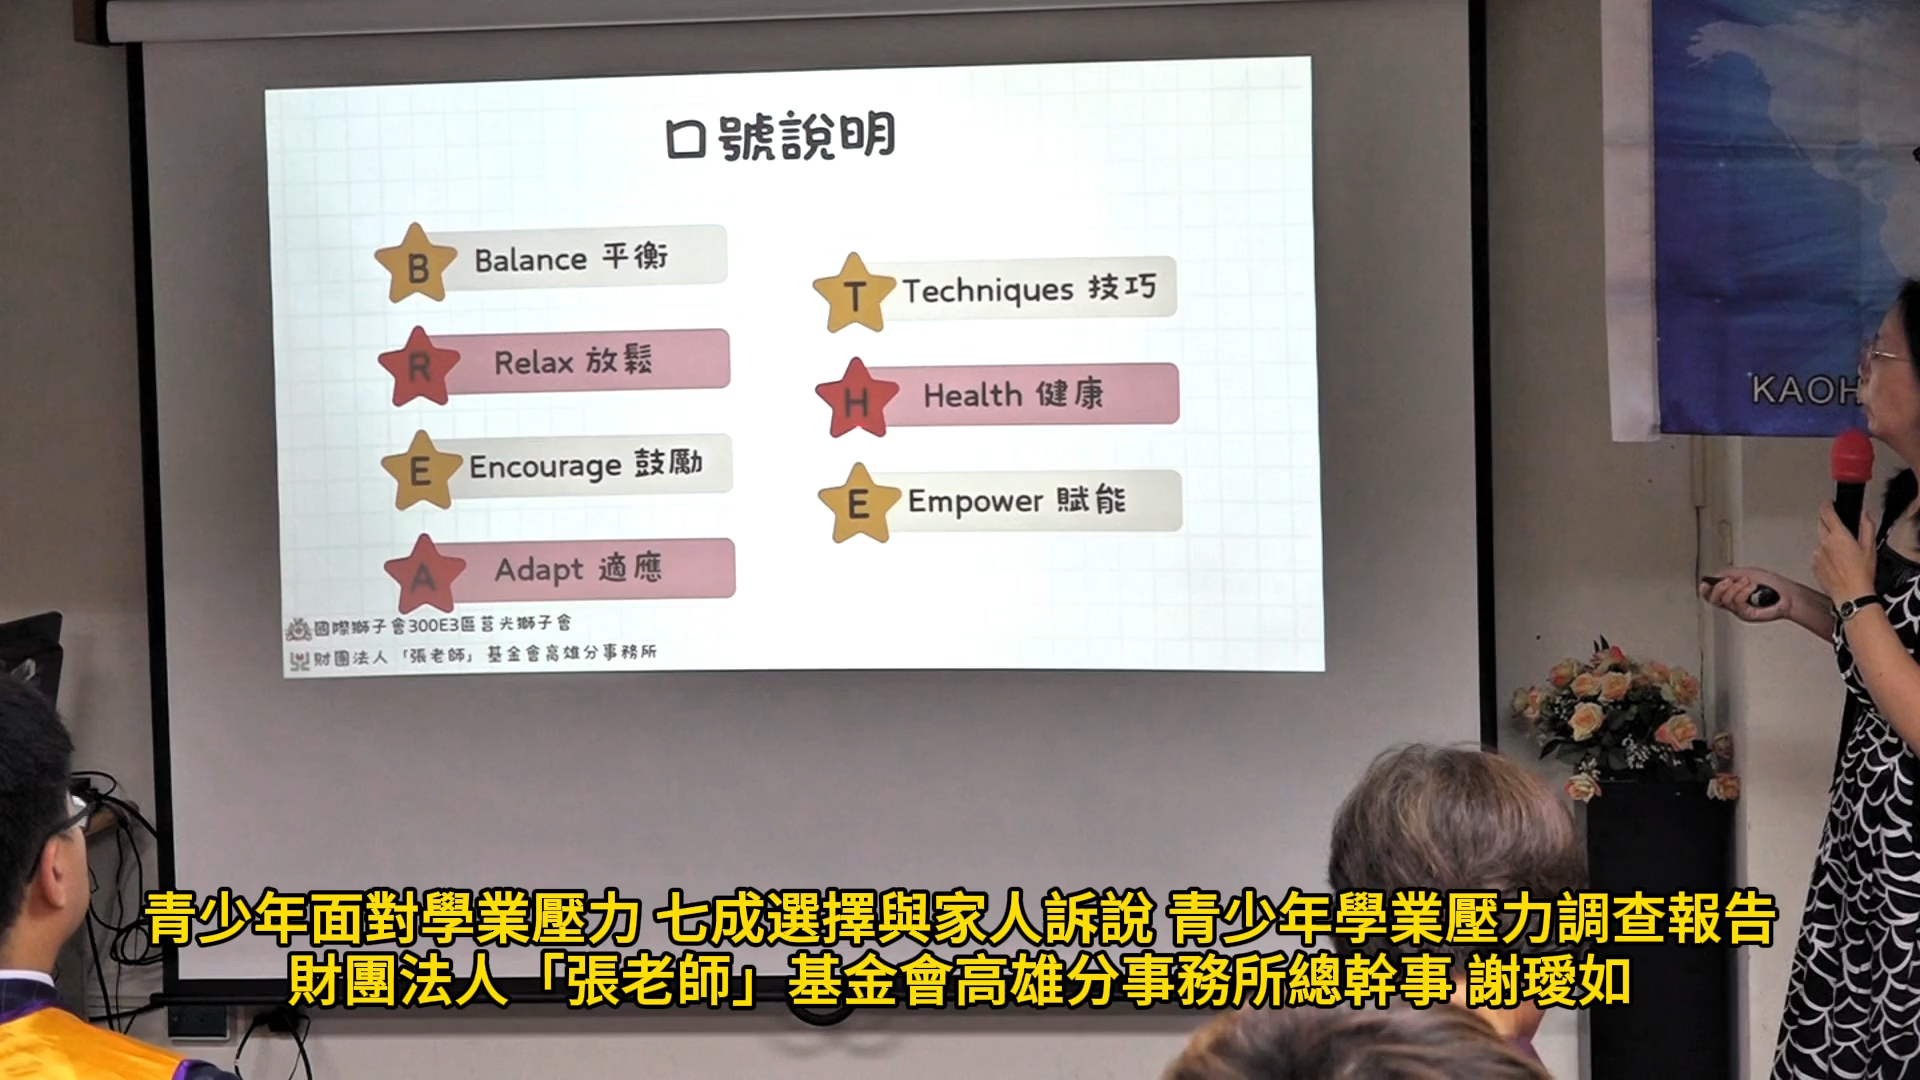 口號說明
B Balance 平衡
R Relax 放鬆
E Encourage 鼓勵
A Adapt 適應
T Techniques 技巧
H Health 健康
E Empower 賦能
國際獅子會300E3區莒光獅子會
財團法人「張老師」基金會高雄分事務所
KAOH
青少年面對學業壓力 七成選擇與家人訴說 青少年學業壓力調查報告
財團法人「張老師」基金會高雄分事務所總幹事 謝璦如